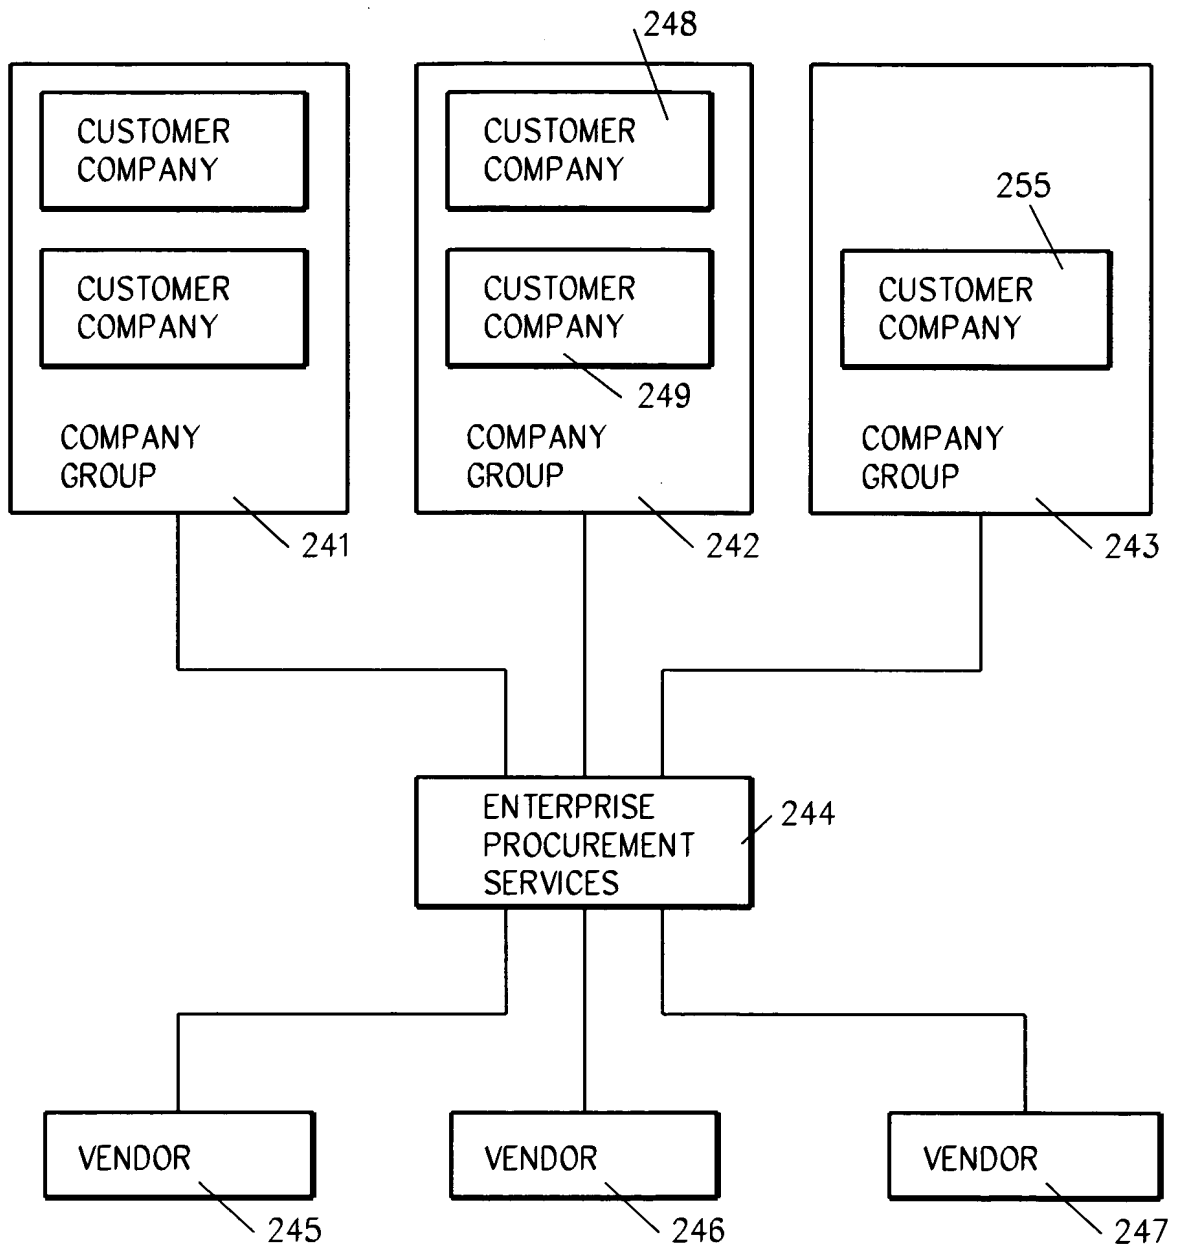 248
CUSTOMER
COMPANY
CUSTOMER
COMPANY
COMPANY
GROUP
241
CUSTOMER
COMPANY
CUSTOMER
COMPANY
249
COMPANY
GROUP
242
255
CUSTOMER
COMPANY
COMPANY
GROUP
243
ENTERPRISE
PROCUREMENT
SERVICES
244
VENDOR
245
VENDOR
246
VENDOR
247